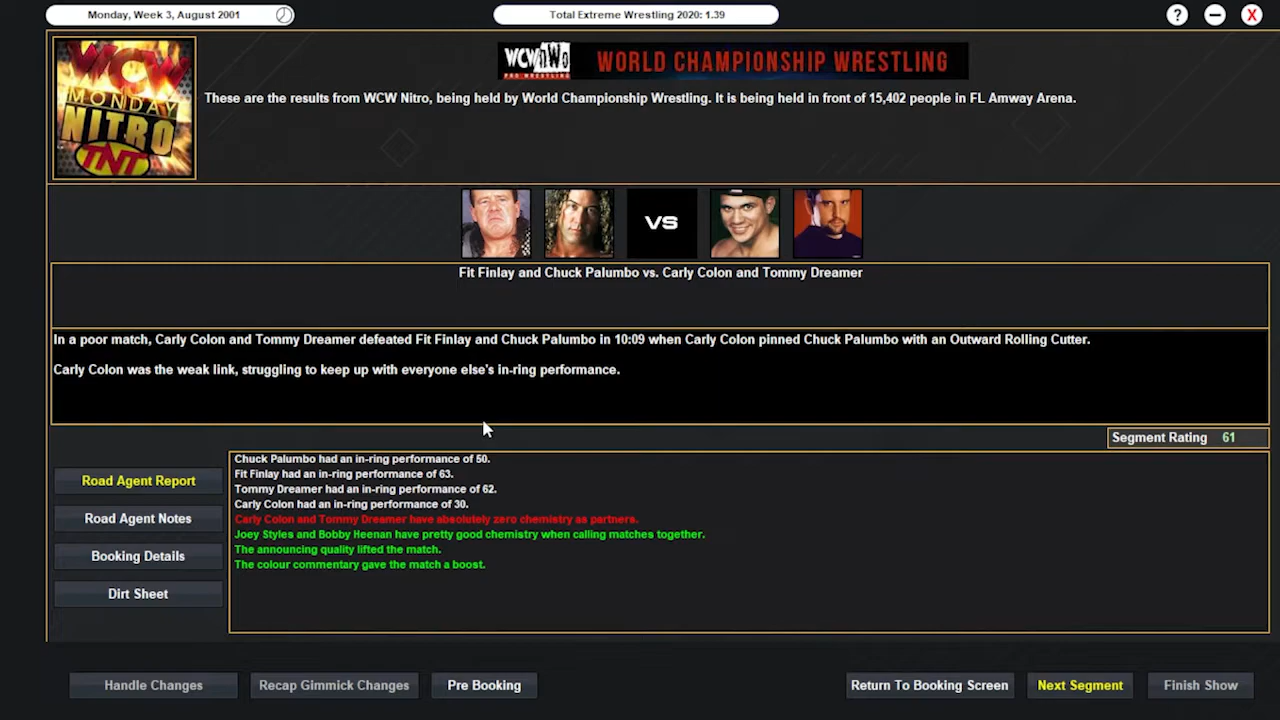 Monday, Week 3, August 2001
Total Extreme Wrestling 2020: 1.39
?
X
WCW
MONDAY
NITRO
TNT
WCW
PRO WRESTLING
WORLD CHAMPIONSHIP WRESTLING
These are the results from WCW Nitro, being held by World Championship Wrestling. It is being held in front of 15,402 people in FL Amway Arena.
VS
Fit Finlay and Chuck Palumbo vs. Carly Colon and Tommy Dreamer
In a poor match, Carly Colon and Tommy Dreamer defeated Fit Finlay and Chuck Palumbo in 10:09 when Carly Colon pinned Chuck Palumbo with an Outward Rolling Cutter.
Carly Colon was the weak link, struggling to keep up with everyone else's in-ring performance.
Segment Rating 61
Road Agent Report
Road Agent Notes
Booking Details
Dirt Sheet
Chuck Palumbo had an in-ring performance of 50.
Fit Finlay had an in-ring performance of 63.
Tommy Dreamer had an in-ring performance of 62.
Carly Colon had an in-ring performance of 30.
Carly Colon and Tommy Dreamer have absolutely zero chemistry as partners.
Joey Styles and Bobby Heenan have pretty good chemistry when calling matches together.
The announcing quality lifted the match.
The colour commentary gave the match a boost.
Handle Changes
Recap Gimmick Changes
Pre Booking
Return To Booking Screen
Next Segment
Finish Show